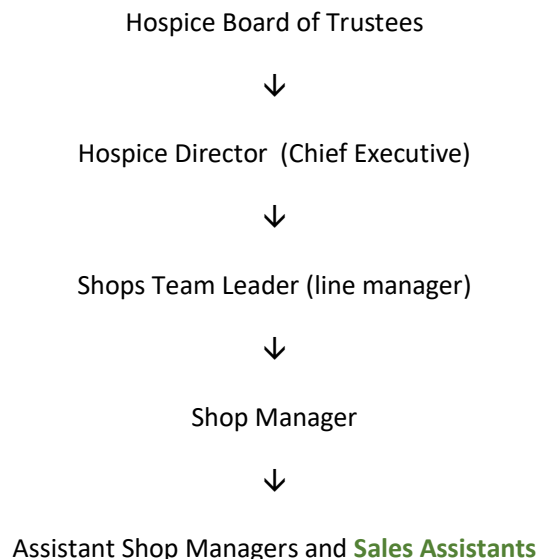 Hospice Board of Trustees
↓
Hospice Director  (Chief Executive)
↓
Shops Team Leader (line manager)
↓
Shop Manager
↓
Assistant Shop Managers and Sales Assistants